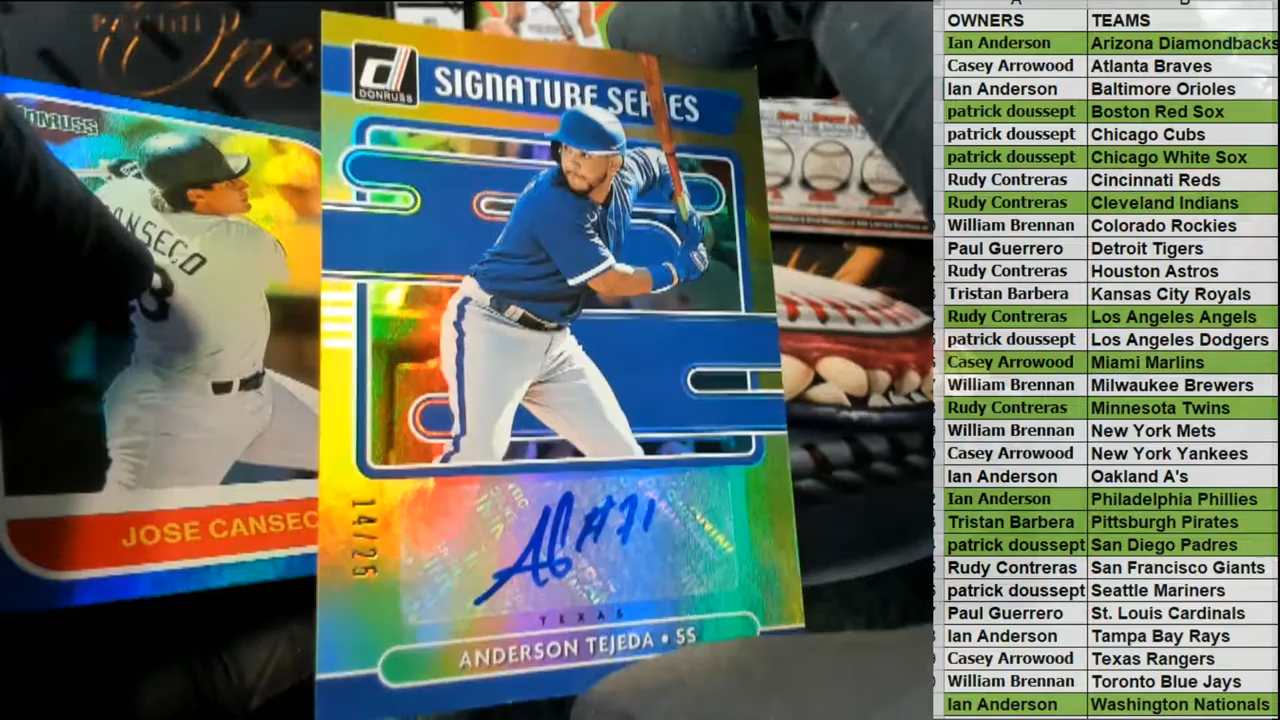 One
DONRUSS
CANSECO
JOSE CANSEC
d
DONRUSS
SIGNATURE SERIES
14/25
#71
TEXAS
ANDERSON TEJEDA • SS
OWNERS TEAMS
Ian Anderson Arizona Diamondbacks
Casey Arrowood Atlanta Braves
Ian Anderson Baltimore Orioles
patrick doussept Boston Red Sox
patrick doussept Chicago Cubs
patrick doussept Chicago White Sox
Rudy Contreras Cincinnati Reds
Rudy Contreras Cleveland Indians
William Brennan Colorado Rockies
Paul Guerrero Detroit Tigers
Rudy Contreras Houston Astros
Tristan Barbera Kansas City Royals
Rudy Contreras Los Angeles Angels
patrick doussept Los Angeles Dodgers
Casey Arrowood Miami Marlins
William Brennan Milwaukee Brewers
Rudy Contreras Minnesota Twins
William Brennan New York Mets
Casey Arrowood New York Yankees
Ian Anderson Oakland A's
Ian Anderson Philadelphia Phillies
Tristan Barbera Pittsburgh Pirates
patrick doussept San Diego Padres
Rudy Contreras San Francisco Giants
patrick doussept Seattle Mariners
Paul Guerrero St. Louis Cardinals
Ian Anderson Tampa Bay Rays
Casey Arrowood Texas Rangers
William Brennan Toronto Blue Jays
Ian Anderson Washington Nationals